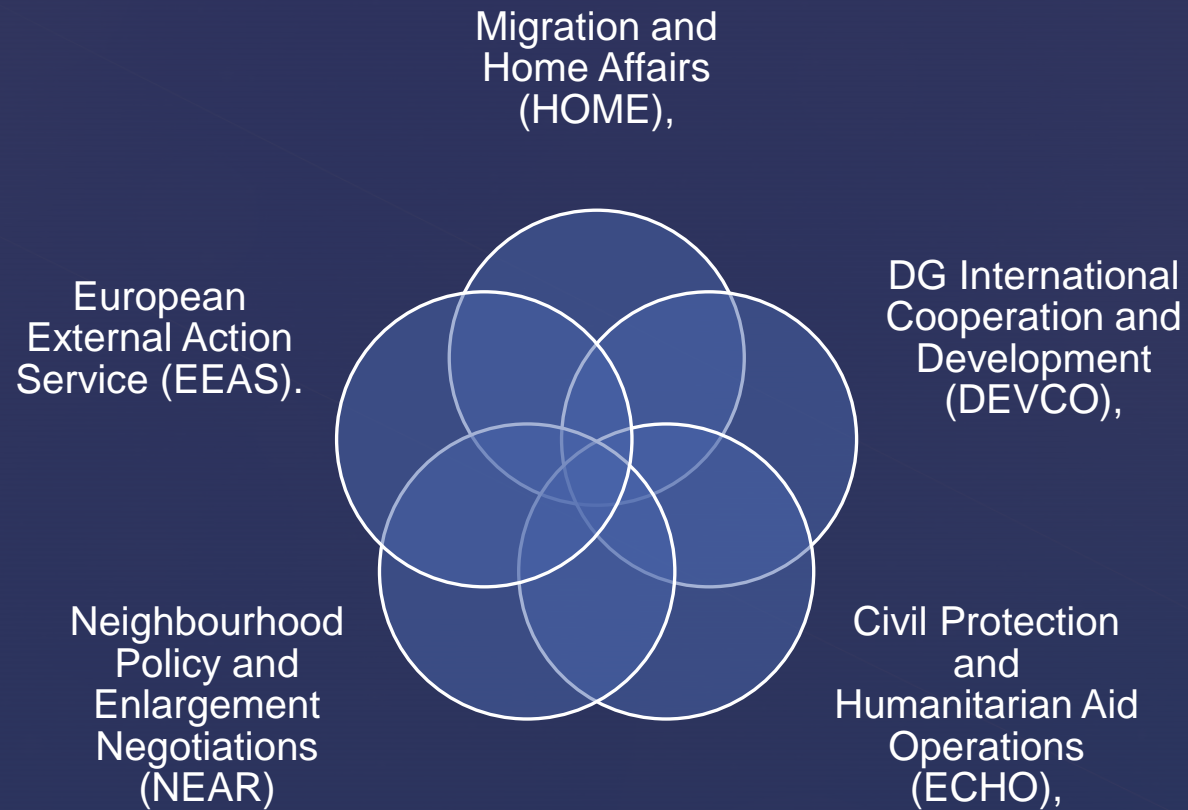 Migration and
Home Affairs
(HOME),
DG International
Cooperation and
Development
(DEVCO),
Civil Protection
and
Humanitarian Aid
Operations
(ECHO),
Neighbourhood
Policy and
Enlargement
Negotiations
(NEAR)
European
External Action
Service (EEAS).